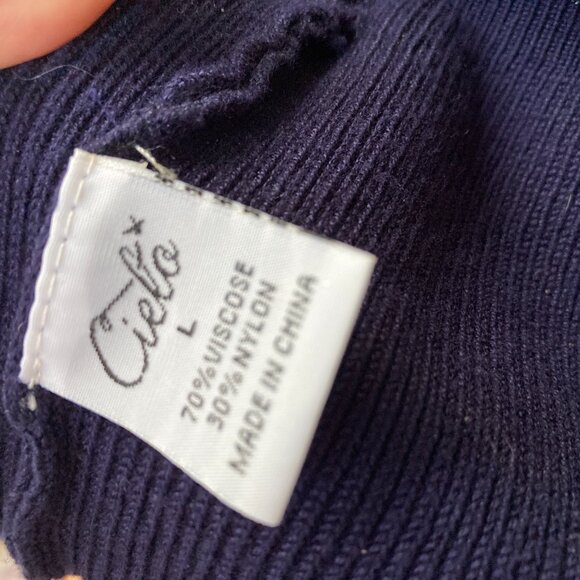 Cielo
L
70% VISCOSE
30% NYLON
MADE IN CHINA